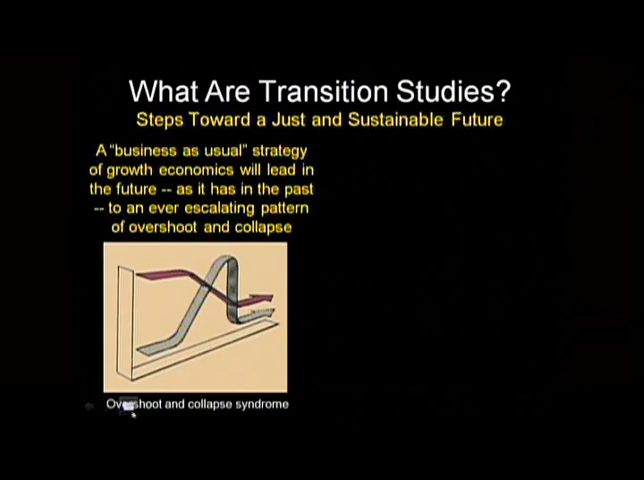 What Are Transition Studies?
Steps Toward a Just and Sustainable Future
A "business as usual" strategy
of growth economics will lead in
the future -- as it has in the past
-- to an ever escalating pattern
of overshoot and collapse
Overshoot and collapse syndrome